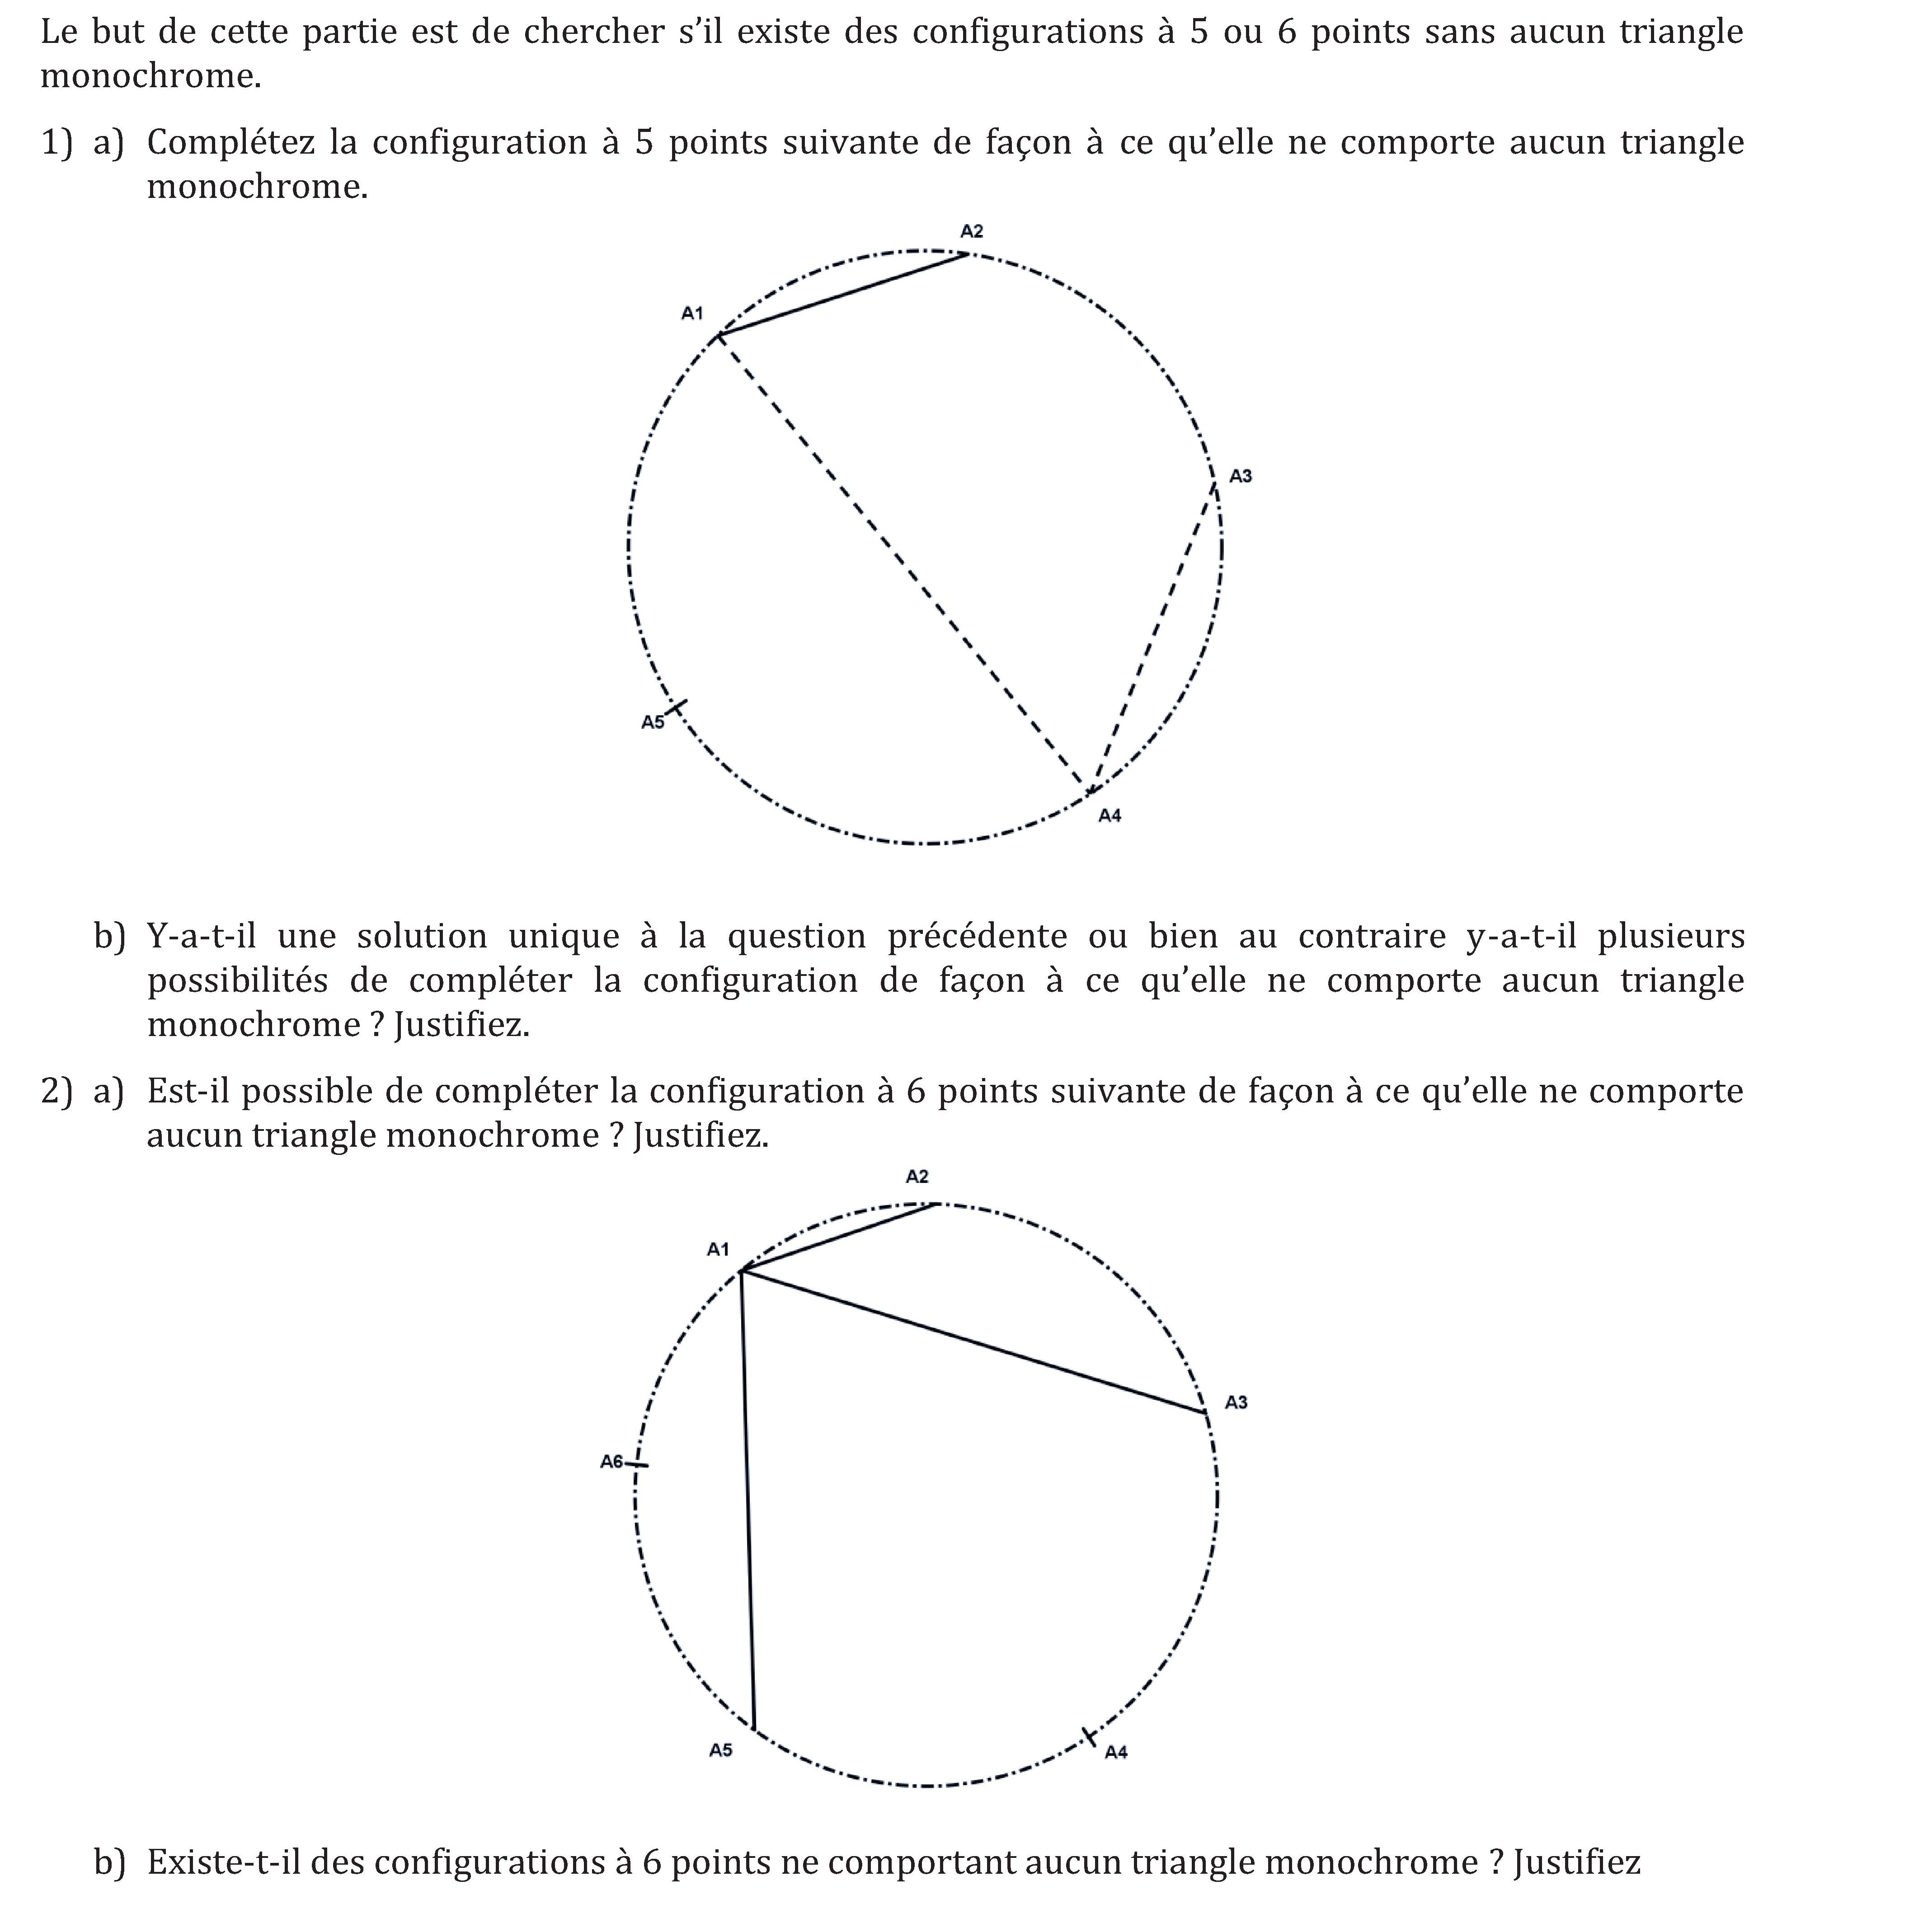 Le but de cette partie est de chercher s’il existe des configurations à 5 ou 6 points sans aucun triangle
monochrome.
1) a) Complétez la configuration à 5 points suivante de façon à ce qu’elle ne comporte aucun triangle
monochrome.
A2
A1
A3
A5
A4
b) Y-a-t-il une solution unique à la question précédente ou bien au contraire y-a-t-il plusieurs
possibilités de compléter la configuration de façon à ce qu’elle ne comporte aucun triangle
monochrome ? Justifiez.
2) a) Est-il possible de compléter la configuration à 6 points suivante de façon à ce qu’elle ne comporte
aucun triangle monochrome ? Justifiez.
A2
A1
A3
A6
A5
A4
b) Existe-t-il des configurations à 6 points ne comportant aucun triangle monochrome ? Justifiez